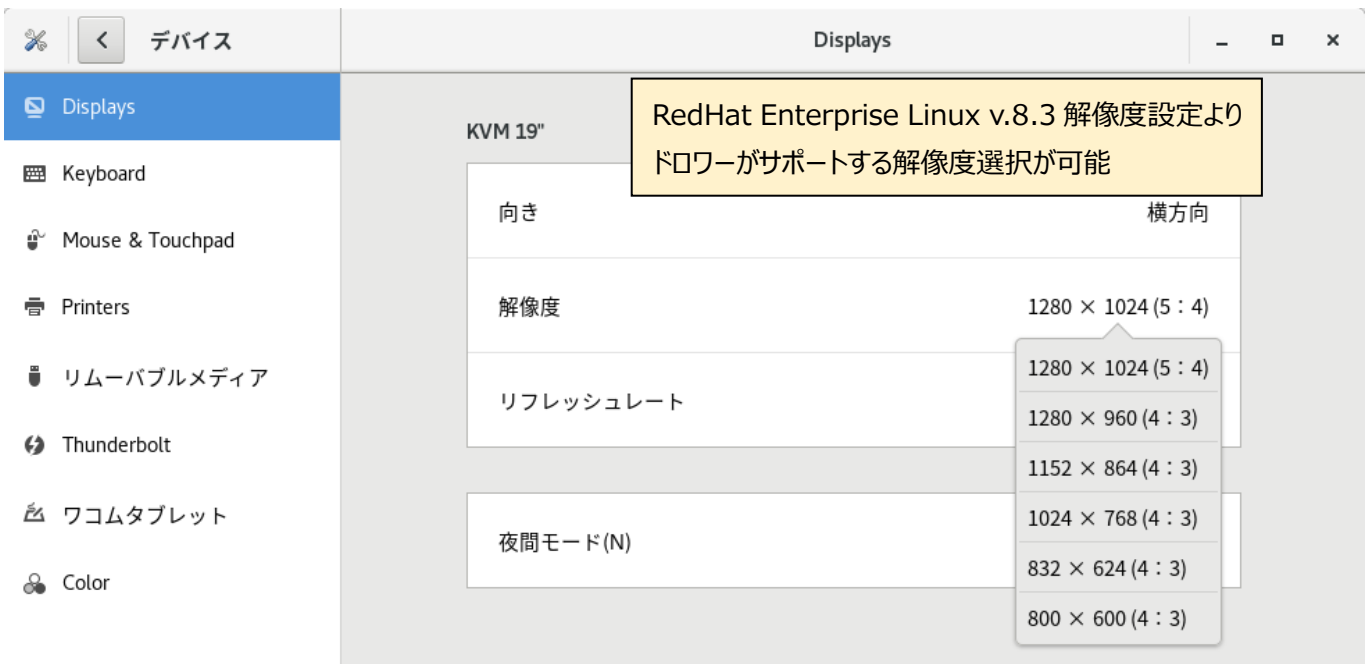 デバイス
Displays
Displays
Keyboard
Mouse & Touchpad
Printers
リムーバブルメディア
Thunderbolt
ワコムタブレット
Color
RedHat Enterprise Linux v.8.3 解像度設定より
ドロワーがサポートする解像度選択が可能
KVM 19"
向き
横方向
解像度
1280 × 1024 (5：4)
リフレッシュレート
1280 × 1024 (5：4)
1280 × 960 (4：3)
1152 × 864 (4：3)
1024 × 768 (4：3)
832 × 624 (4：3)
800 × 600 (4：3)
夜間モード(N)